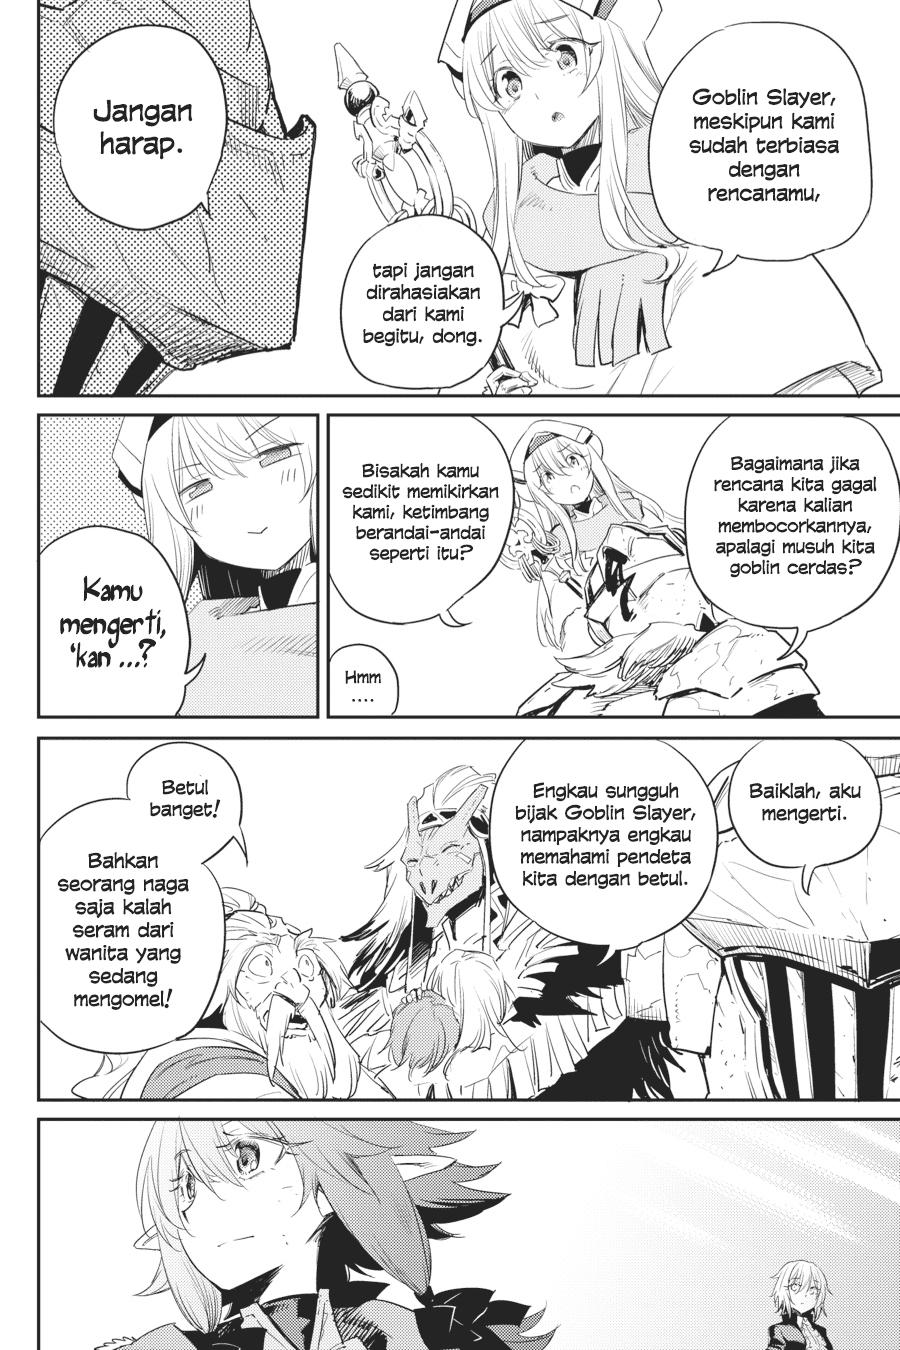 Goblin Slayer,
meskipun kami
sudah terbiasa
dengan
rencanamu,
tapi jangan
dirahasiakan
dari kami
begitu, dong.
Jangan
harap.
Bagaimana jika
rencana kita gagal
karena kalian
membocorkannya,
apalagi musuh kita
goblin cerdas?
Bisakah kamu
sedikit memikirkan
kami, ketimbang
berandai-andai
seperti itu?
Hmm
....
Kamu
mengerti,
'kan ...?
Baiklah, aku
mengerti.
Engkau sungguh
bijak Goblin Slayer,
nampaknya engkau
memahami pendeta
kita dengan betul.
Betul
banget!
Bahkan
seorang naga
saja kalah
seram dari
wanita yang
sedang
mengomel!